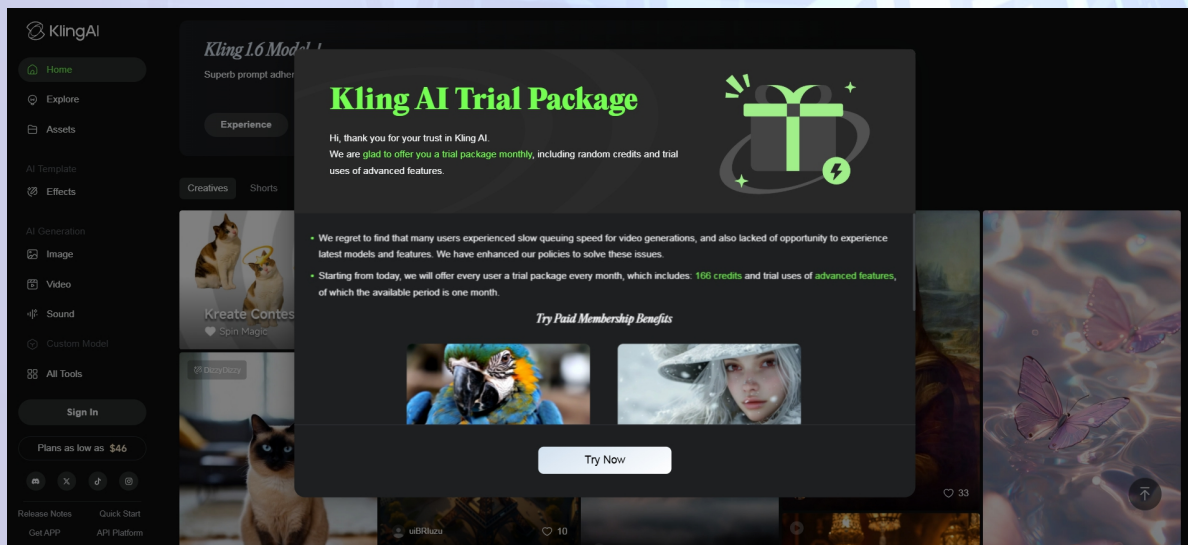 KlingAI
Home
Explore
Assets
AI Template
Effects
AI Generation
Image
Video
Sound
Custom Model
All Tools
Sign In
Plans as low as $46
Release Notes Quick Start
Get APP API Platform
Kling 1.6 Model
Superb prompt adher
Experience
Creatives Shorts
Kreate Contes
Spin Magic
DizzyDizzy
uiBRluzu 10
33
Kling AI Trial Package
Hi, thank you for your trust in Kling AI.
We are glad to offer you a trial package monthly, including random credits and trial
uses of advanced features.
• We regret to find that many users experienced slow queuing speed for video generations, and also lacked of opportunity to experience
latest models and features. We have enhanced our policies to solve these issues.
• Starting from today, we will offer every user a trial package every month, which includes: 166 credits and trial uses of advanced features,
of which the available period is one month.
Try Paid Membership Benefits
Try Now